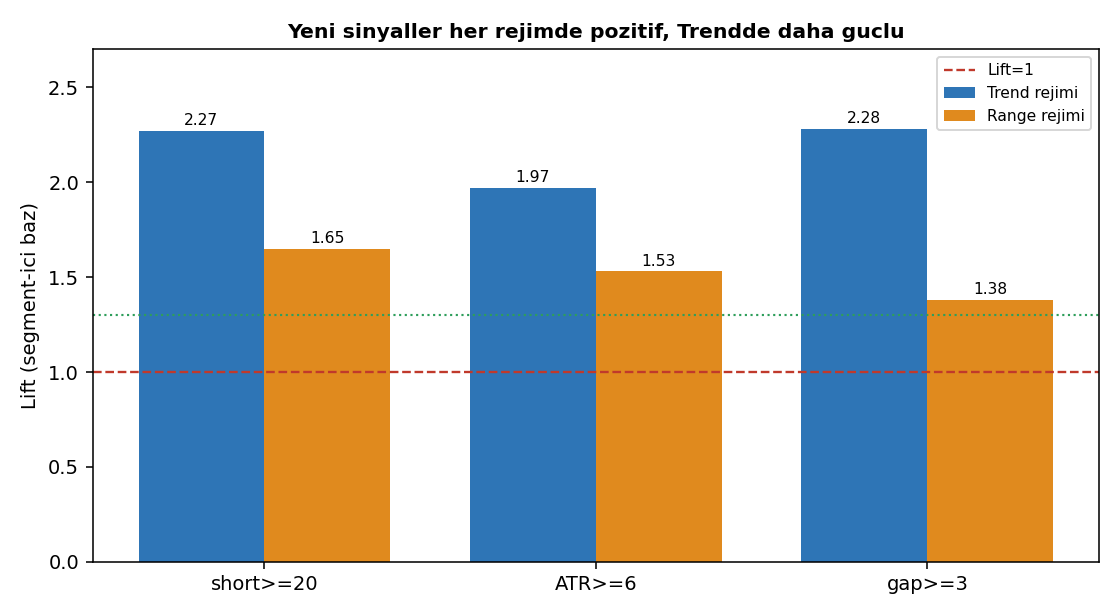 Yeni sinyaller her rejimde pozitif, Trendde daha guclu
Lift (segment-ici baz)
2.5
2.0
1.5
1.0
0.5
0.0
Lift=1
Trend rejimi
Range rejimi
2.27
1.65
1.97
1.53
2.28
1.38
short>=20
ATR>=6
gap>=3